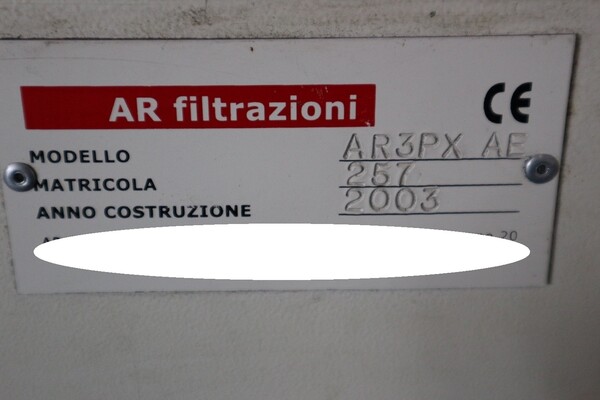 AR filtrazioni CE
MODELLO AR3PX AE
MATRICOLA 257
ANNO COSTRUZIONE 2003